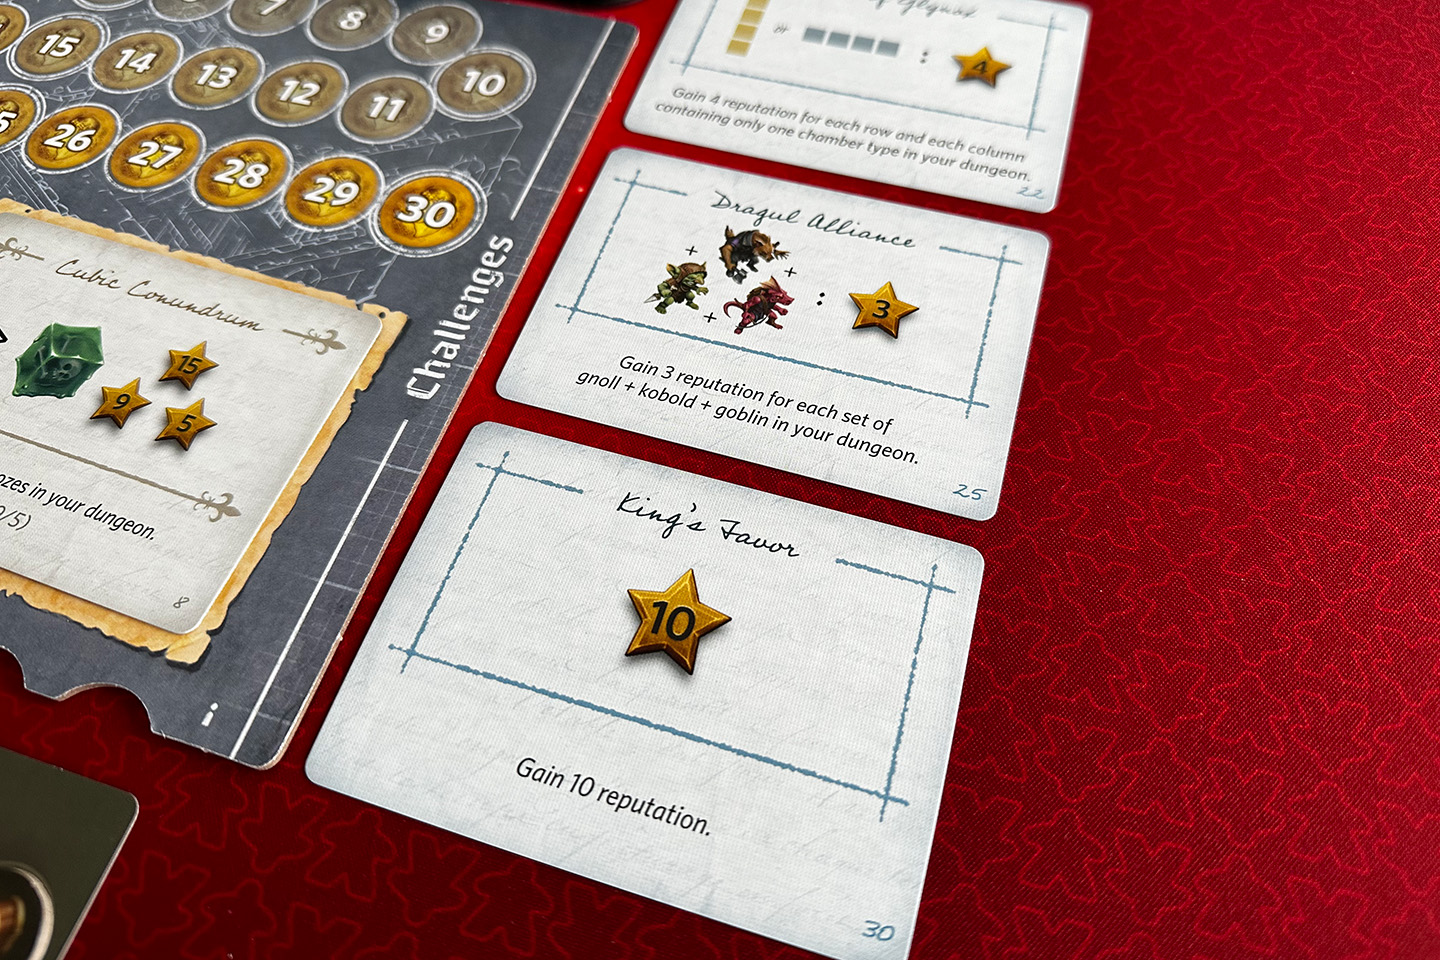 7
8
9
15
14
13
12
11
10
26
27
28
29
30
Challenges
Cubic Conundrum
15
9
5
in your dungeon.
/5)
8
i
or
:
4
Gain 4 reputation for each row and each column
containing only one chamber type in your dungeon.
22
Dragul Alliance
+
+
+
:
3
Gain 3 reputation for each set of
gnoll + kobold + goblin in your dungeon.
25
King's Favor
10
Gain 10 reputation.
30